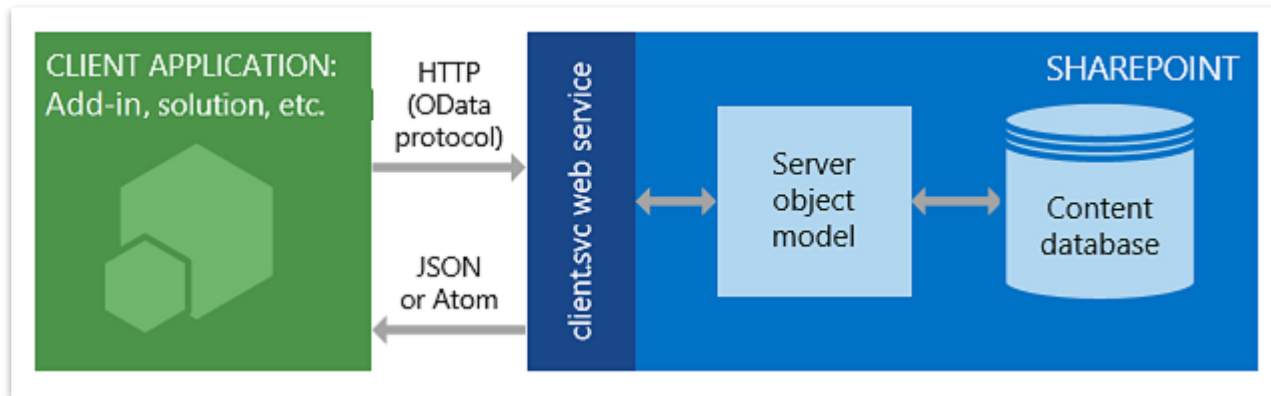 CLIENT APPLICATION:
Add-in, solution, etc.
HTTP
(OData
protocol)
JSON
or Atom
client.svc web service
SHAREPOINT
Server
object
model
Content
database